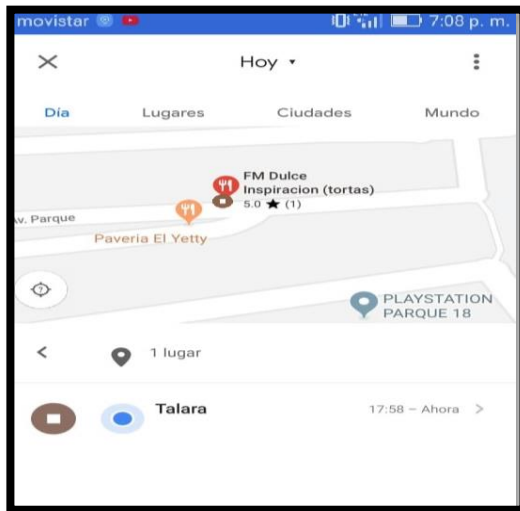 movistar
7:08 p. m.
Hoy
Día Lugares Ciudades Mundo
FM Dulce
Inspiracion (tortas)
5.0 ★ (1)
Av. Parque
Paveria El Yetty
PLAYSTATION
PARQUE 18
1 lugar
Talara 17:58 – Ahora